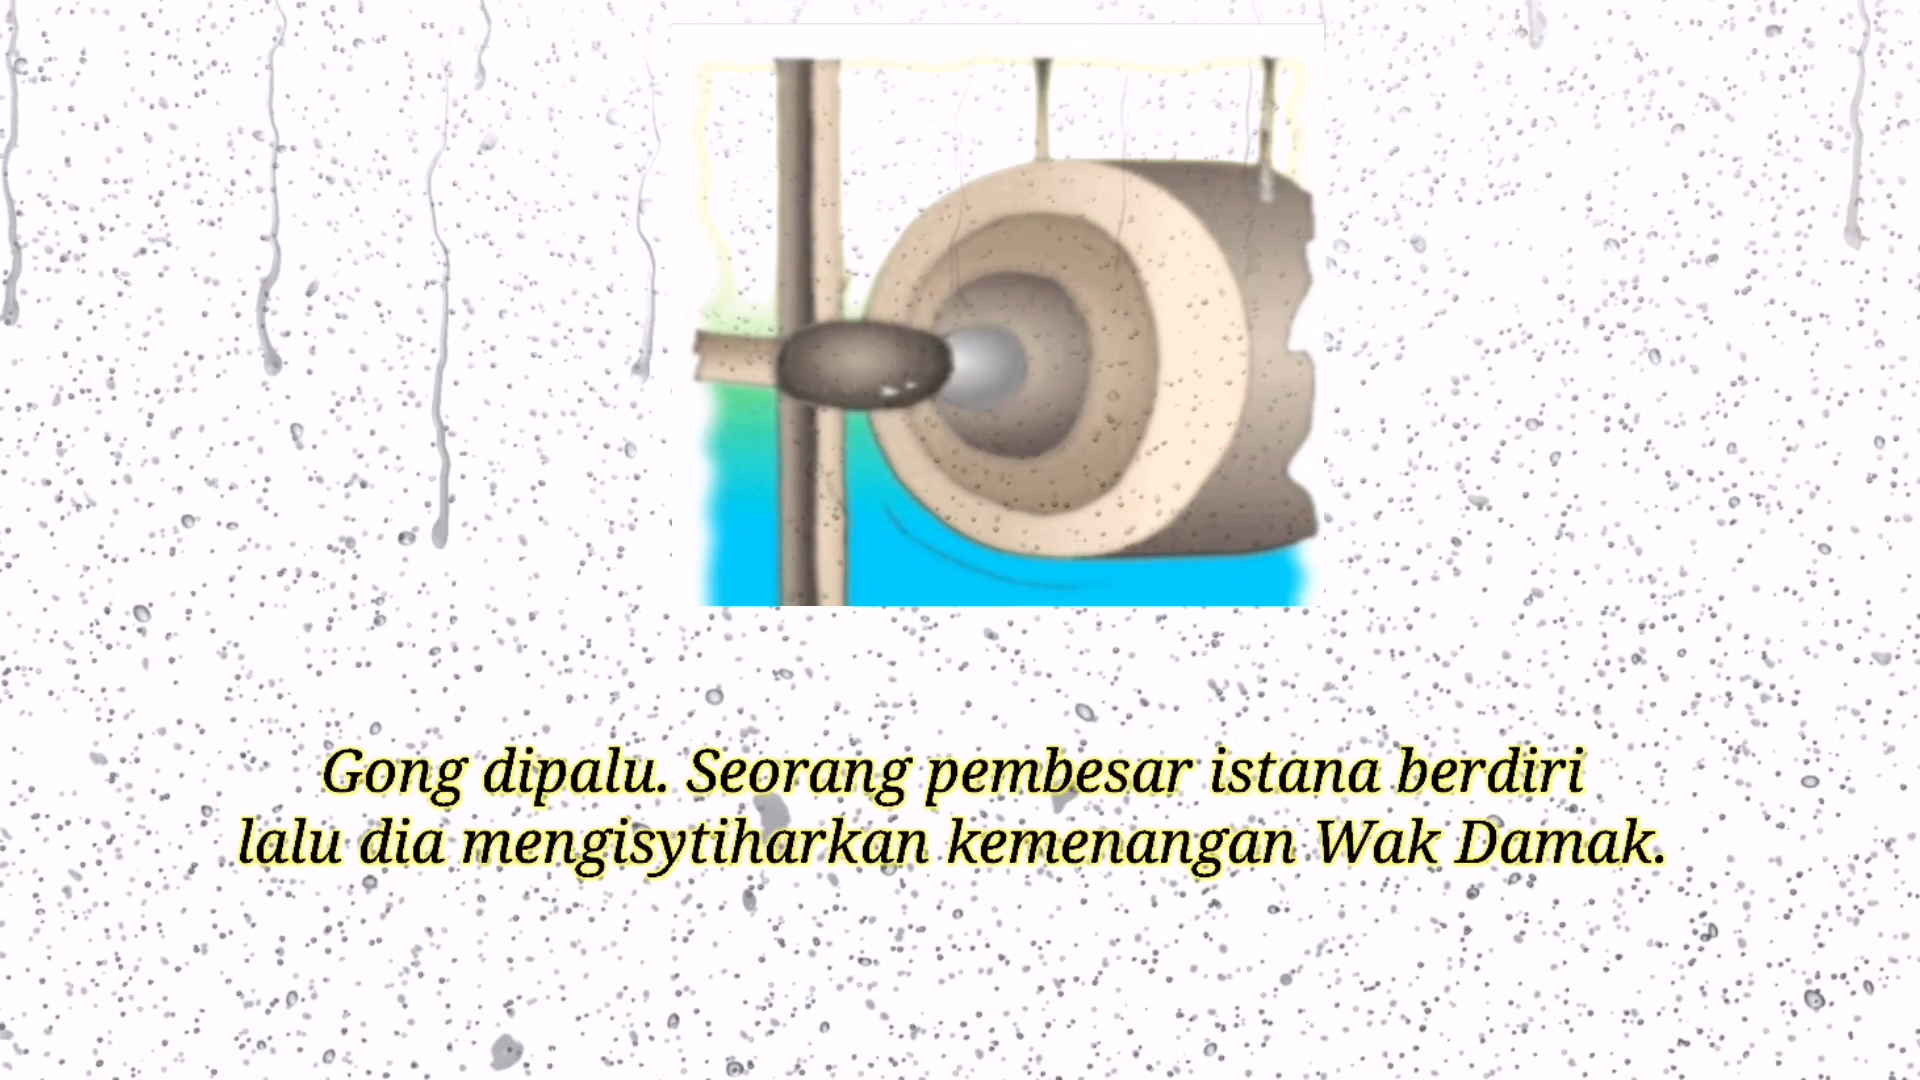 Gong dipalu. Seorang pembesar istana berdiri
lalu dia mengisytiharkan kemenangan Wak Damak.